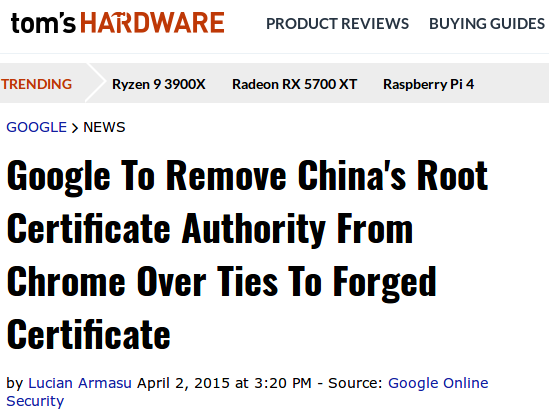 tom's HARDWARE PRODUCT REVIEWS BUYING GUIDES
TRENDING Ryzen 9 3900X Radeon RX 5700 XT Raspberry Pi 4
GOOGLE > NEWS
Google To Remove China's Root
Certificate Authority From
Chrome Over Ties To Forged
Certificate
by Lucian Armasu April 2, 2015 at 3:20 PM - Source: Google Online
Security